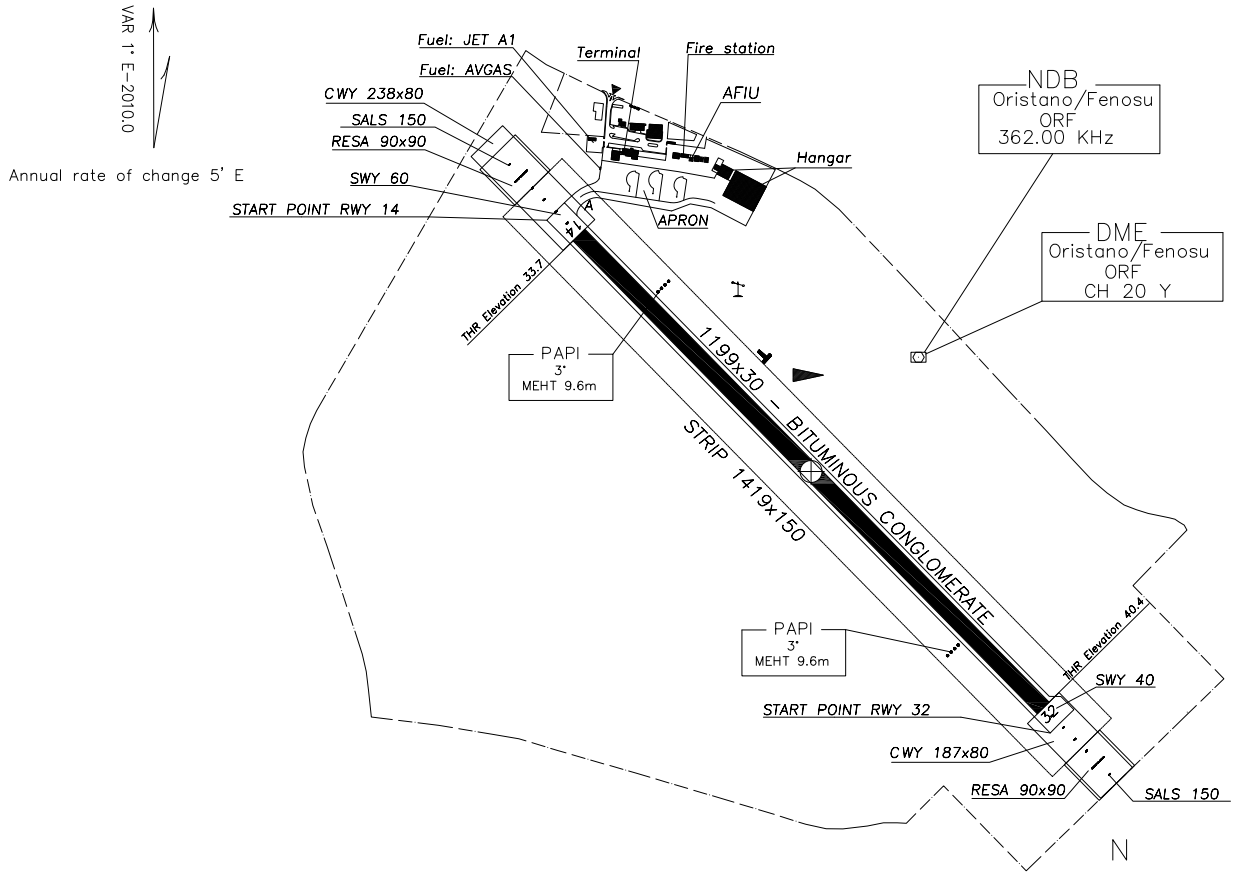 VAR 1° E-2010.0
Annual rate of change 5' E
Fuel: JET A1
Fuel: AVGAS
Terminal
Fire station
AFIU
Hangar
APRON
CWY 238x80
SALS 150
RESA 90x90
SWY 60
START POINT RWY 14
A
14
THR Elevation 33.7
NDB
Oristano/Fenosu
ORF
362.00 KHz
DME
Oristano/Fenosu
ORF
CH 20 Y
PAPI
3°
MEHT 9.6m
1199x30 - BITUMINOUS CONGLOMERATE
STRIP 1419x150
PAPI
3°
MEHT 9.6m
THR Elevation 40.4
SWY 40
32
START POINT RWY 32
CWY 187x80
RESA 90x90
SALS 150
N